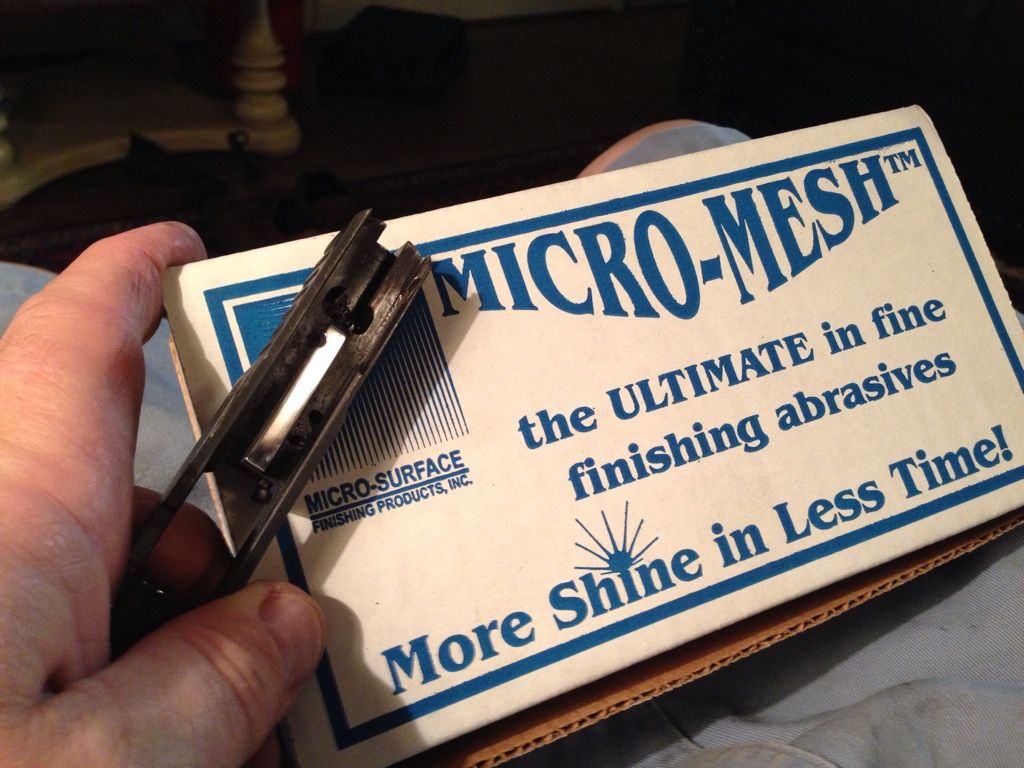 MICRO-MESH™
the ULTIMATE in fine
finishing abrasives
MICRO-SURFACE
FINISHING PRODUCTS, INC.
More Shine in Less Time!